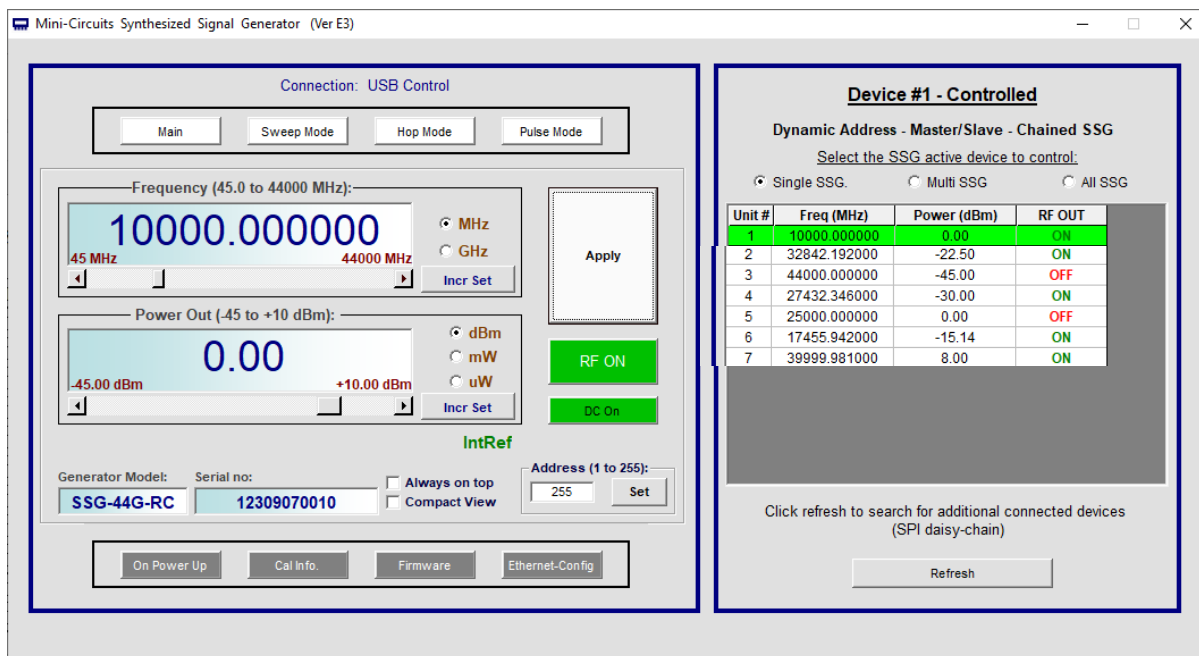 Mini-Circuits Synthesized Signal Generator (Ver E3)
Connection: USB Control
Main Sweep Mode Hop Mode Pulse Mode
Frequency (45.0 to 44000 MHz):
10000.000000
45 MHz 44000 MHz
MHz
GHz
Incr Set
Apply
Power Out (-45 to +10 dBm):
0.00
-45.00 dBm +10.00 dBm
dBm
mW
uW
Incr Set
RF ON
DC On
IntRef
Generator Model: Serial no:
SSG-44G-RC 12309070010
Always on top
Compact View
Address (1 to 255):
255 Set
On Power Up Cal Info. Firmware Ethernet-Config
Device #1 - Controlled
Dynamic Address - Master/Slave - Chained SSG
Select the SSG active device to control:
Single SSG. Multi SSG All SSG
Unit # Freq (MHz) Power (dBm) RF OUT
1 10000.000000 0.00 ON
2 32842.192000 -22.50 ON
3 44000.000000 -45.00 OFF
4 27432.346000 -30.00 ON
5 25000.000000 0.00 OFF
6 17455.942000 -15.14 ON
7 39999.981000 8.00 ON
Click refresh to search for additional connected devices
(SPI daisy-chain)
Refresh